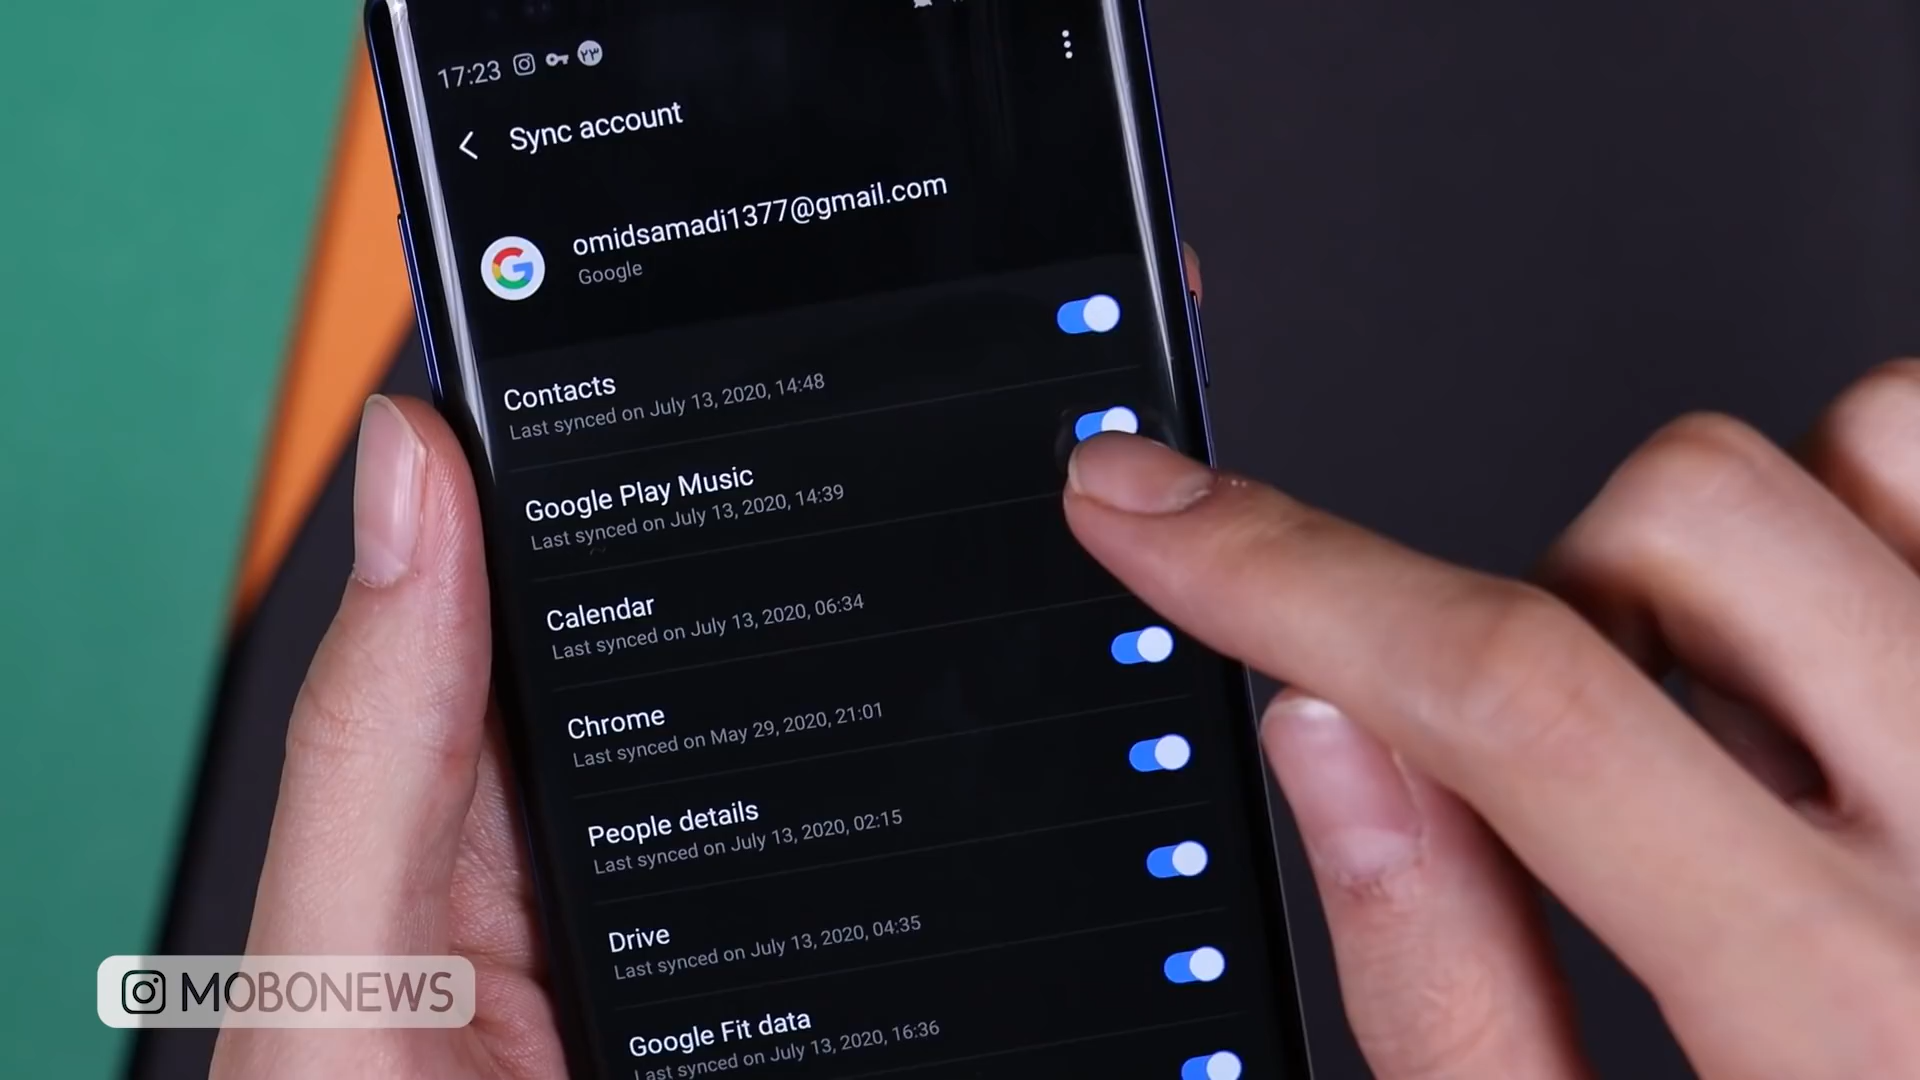 17:23 ۲۳
Sync account
omidsamadi1377@gmail.com
Google
Contacts
Last synced on July 13, 2020, 14:48
Google Play Music
Last synced on July 13, 2020, 14:39
Calendar
Last synced on July 13, 2020, 06:34
Chrome
Last synced on May 29, 2020, 21:01
People details
Last synced on July 13, 2020, 02:15
Drive
Last synced on July 13, 2020, 04:35
Google Fit data
Last synced on July 13, 2020, 16:36
MOBONEWS